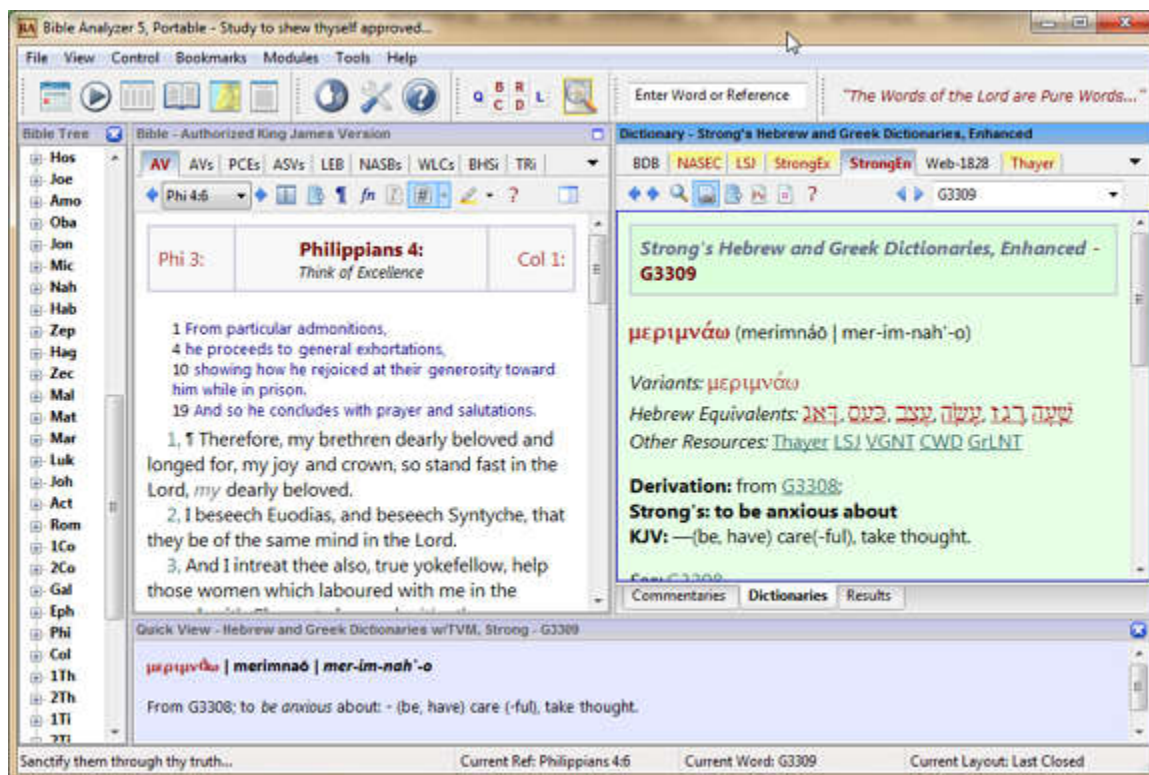 Bible Analyzer 5, Portable - Study to shew thyself approved...
File View Control Bookmarks Modules Tools Help
Q B R C D L:
Enter Word or Reference
"The Words of the Lord are Pure Words..."
Bible Tree
Hos
Joe
Amo
Oba
Jon
Mic
Nah
Hab
Zep
Hag
Zec
Mal
Mat
Mar
Luk
Joh
Act
Rom
1Co
2Co
Gal
Eph
Phi
Col
1Th
2Th
1Ti
2Ti
Bible - Authorized King James Version
AV AVs PCEs ASVs LEB NASBs WLCs BHSi TRi
Phi 4:6
Phi 3:
Philippians 4:
Think of Excellence
Col 1:
1 From particular admonitions,
4 he proceeds to general exhortations,
10 showing how he rejoiced at their generosity toward
him while in prison.
19 And so he concludes with prayer and salutations.
1, ¶ Therefore, my brethren dearly beloved and
longed for, my joy and crown, so stand fast in the
Lord, my dearly beloved.
2, I beseech Euodias, and beseech Syntyche, that
they be of the same mind in the Lord.
3, And I intreat thee also, true yokefellow, help
those women which laboured with me in the
Dictionary - Strong's Hebrew and Greek Dictionaries, Enhanced
BDB NASEC LSJ StrongEx StrongEn Web-1828 Thayer
G3309
Strong's Hebrew and Greek Dictionaries, Enhanced -
G3309
μεριμνάω (merimnáō | mer-im-nah'-o)
Variants: μεριμνάω
Hebrew Equivalents: דָּאַג, כַּעַס, עָצַב, עָשָׂה, רָגַז, שָׁעָה
Other Resources: Thayer LSJ VGNT CWD GrLNT
Derivation: from G3308;
Strong's: to be anxious about
KJV: —(be, have) care(-ful), take thought.
See: G3308
Commentaries Dictionaries Results
Quick View - Hebrew and Greek Dictionaries w/TVM, Strong - G3309
μεριμνάω | merimnaō | mer-im-nah'-o
From G3308; to be anxious about: - (be, have) care (-ful), take thought.
Sanctify them through thy truth...
Current Ref: Philippians 4:6
Current Word: G3309
Current Layout: Last Closed